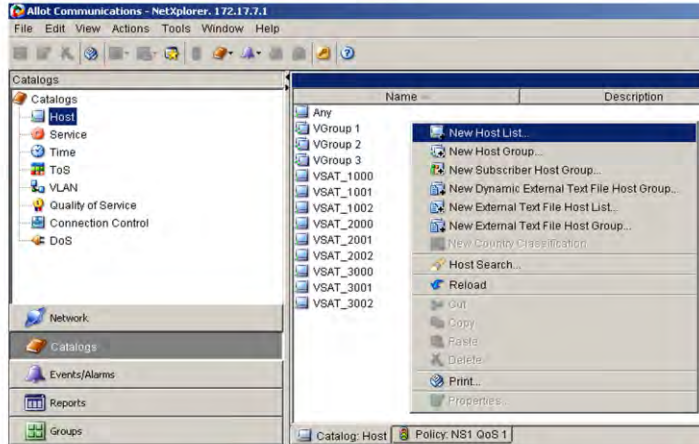 Allot Communications - NetXplorer. 172.17.7.1
File Edit View Actions Tools Window Help
Catalogs
Catalogs
Host
Service
Time
ToS
VLAN
Quality of Service
Connection Control
DoS
Network
Catalogs
Events/Alarms
Reports
Groups
Name Description
Any
VGroup 1
VGroup 2
VGroup 3
VSAT_1000
VSAT_1001
VSAT_1002
VSAT_2000
VSAT_2001
VSAT_2002
VSAT_3000
VSAT_3001
VSAT_3002
New Host List...
New Host Group...
New Subscriber Host Group...
New Dynamic External Text File Host Group...
New External Text File Host List...
New External Text File Host Group...
New Country Classification
Host Search...
Reload
Cut
Copy
Paste
Delete
Print...
Properties...
Catalog: Host Policy: NS1 QoS 1